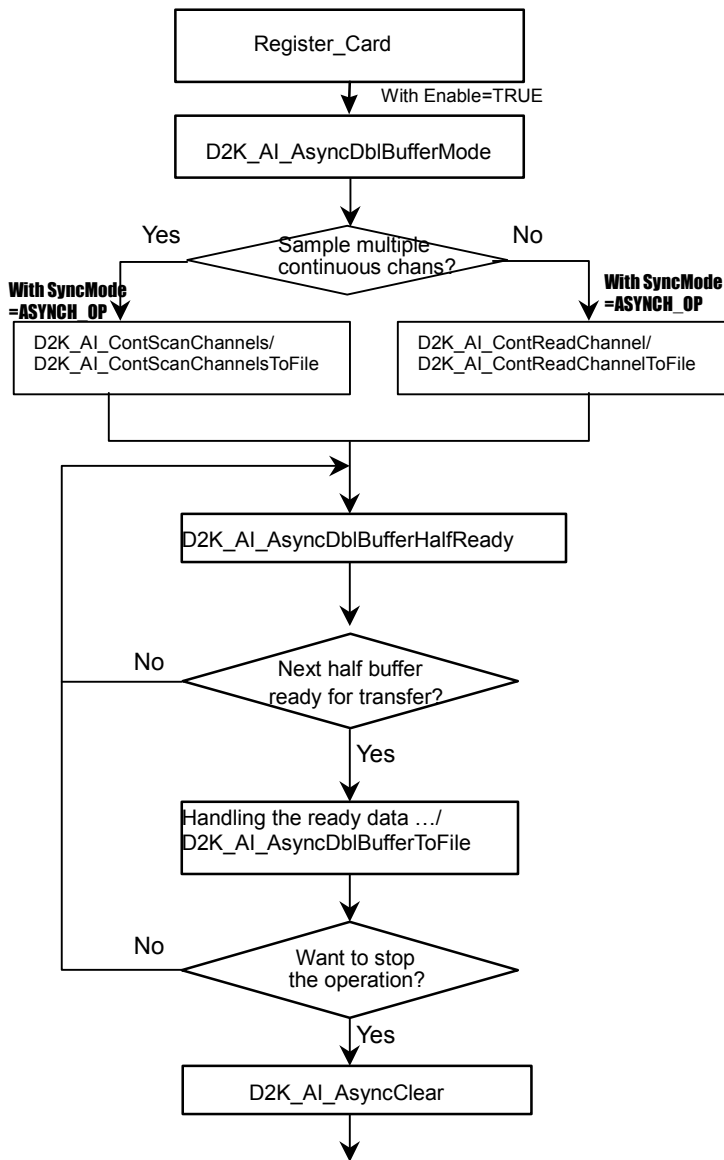 Register_Card
With Enable=TRUE
D2K_AI_AsyncDblBufferMode
Yes
No
Sample multiple
continuous chans?
With SyncMode
=ASYNCH_OP
With SyncMode
=ASYNCH_OP
D2K_AI_ContScanChannels/
D2K_AI_ContScanChannelsToFile
D2K_AI_ContReadChannel/
D2K_AI_ContReadChannelToFile
D2K_AI_AsyncDblBufferHalfReady
No
Next half buffer
ready for transfer?
Yes
Handling the ready data …/
D2K_AI_AsyncDblBufferToFile
No
Want to stop
the operation?
Yes
D2K_AI_AsyncClear